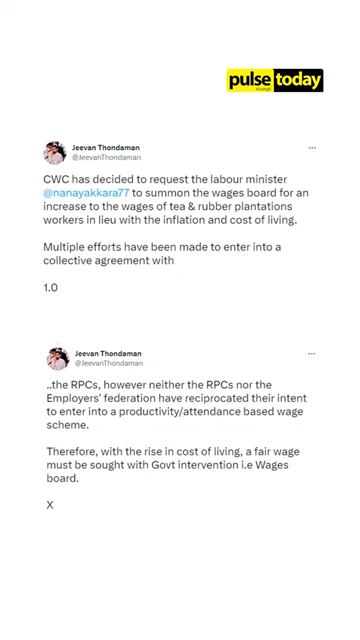 pulse today
Jeevan Thondaman
@JeevanThondaman
CWC has decided to request the labour minister
@nanayakkara77 to summon the wages board for an
increase to the wages of tea & rubber plantations
workers in lieu with the inflation and cost of living.
Multiple efforts have been made to enter into a
collective agreement with
1.0
Jeevan Thondaman
@JeevanThondaman
..the RPCs, however neither the RPCs nor the
Employers' federation have reciprocated their intent
to enter into a productivity/attendance based wage
scheme.
Therefore, with the rise in cost of living, a fair wage
must be sought with Govt intervention i.e Wages
board.
X